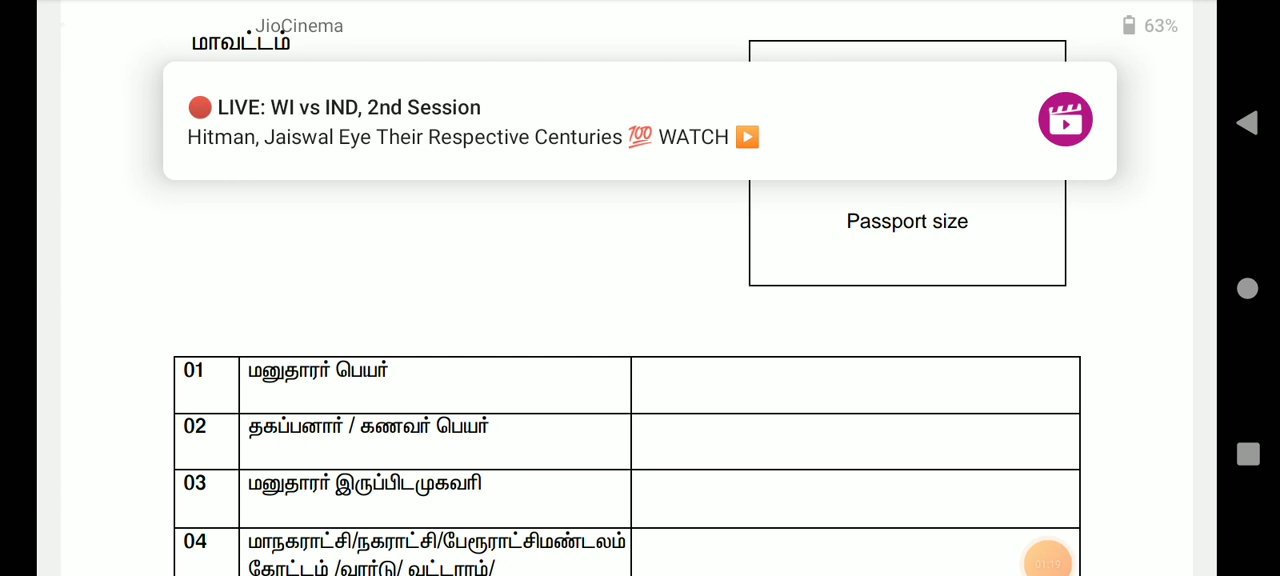 JioCinema
63%
மாவட்டம்
🔴 LIVE: WI vs IND, 2nd Session
Hitman, Jaiswal Eye Their Respective Centuries 💯 WATCH ▶️
Passport size
01 மனுதாரர் பெயர்
02 தகப்பனார் / கணவர் பெயர்
03 மனுதாரர் இருப்பிடமுகவரி
04 மாநகராட்சி/நகராட்சி/பேரூராட்சிமண்டலம்
கோட்டம் /வார்டு/ வட்டாரம்/
01:19